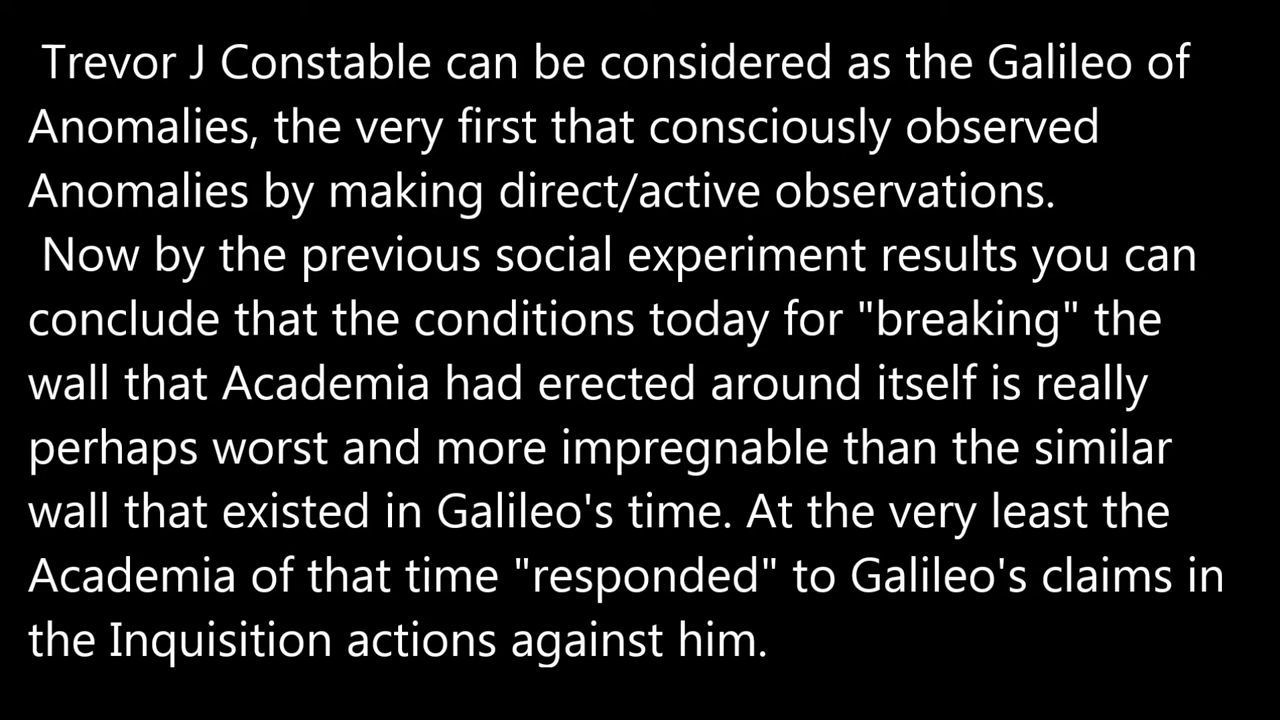 Trevor J Constable can be considered as the Galileo of
Anomalies, the very first that consciously observed
Anomalies by making direct/active observations.
Now by the previous social experiment results you can
conclude that the conditions today for "breaking" the
wall that Academia had erected around itself is really
perhaps worst and more impregnable than the similar
wall that existed in Galileo's time. At the very least the
Academia of that time "responded" to Galileo's claims in
the Inquisition actions against him.